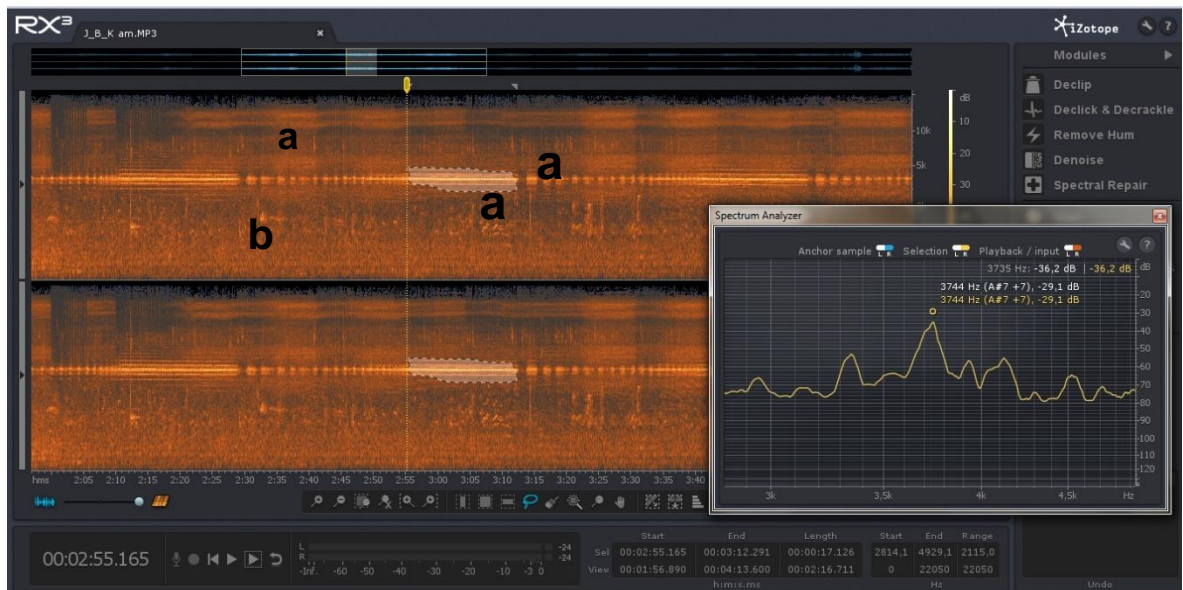 RX³ J_B_K am.MP3 × iZotope ?
Modules
dB
Declip
10
10k
Declick & Decrackle
a
Remove Hum
20
Denoise
5k
a
30
Spectral Repair
a
b
Spectrum Analyzer
Anchor sample L R Selection L R Playback / input L R ?
3735 Hz: -36,2 dB | -36,2 dB dB
3744 Hz (A#7 +7), -29,1 dB
3744 Hz (A#7 +7), -29,1 dB
-20
-30
-40
-50
-60
-70
-80
-90
-100
-110
-120
3k 3,5k 4k 4,5k Hz
hms 2:05 2:10 2:15 2:20 2:25 2:30 2:35 2:40 2:45 2:50 2:55 3:00 3:05 3:10 3:15 3:20 3:25 3:30 3:35 3:40
00:02:55.165
L -24
R -24
-Inf. -60 -50 -40 -30 -20 -10 -3 0
Start End Length Start End Range
Sel 00:02:55.165 00:03:12.291 00:00:17.126 2814,1 4929,1 2115,0
View 00:01:56.890 00:04:13.600 00:02:16.711 0 22050 22050
h:m:s.ms Hz
Undo